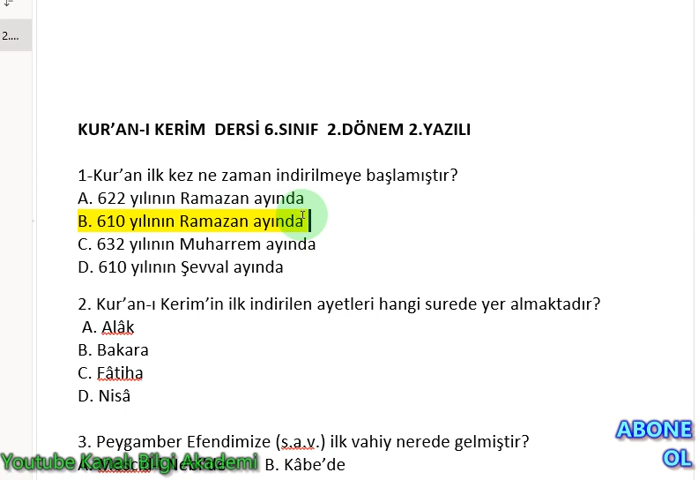 2....
KUR’AN-I KERİM DERSİ 6.SINIF 2.DÖNEM 2.YAZILI
1-Kur’an ilk kez ne zaman indirilmeye başlamıştır?
A. 622 yılının Ramazan ayında
B. 610 yılının Ramazan ayında
C. 632 yılının Muharrem ayında
D. 610 yılının Şevval ayında
2. Kur’an-ı Kerim’in ilk indirilen ayetleri hangi surede yer almaktadır?
A. Alâk
B. Bakara
C. Fâtiha
D. Nisâ
3. Peygamber Efendimize (s.a.v.) ilk vahiy nerede gelmiştir?
A. B. Kâbe’de
Youtube Kanalı Bilgi Akademi
ABONE
OL